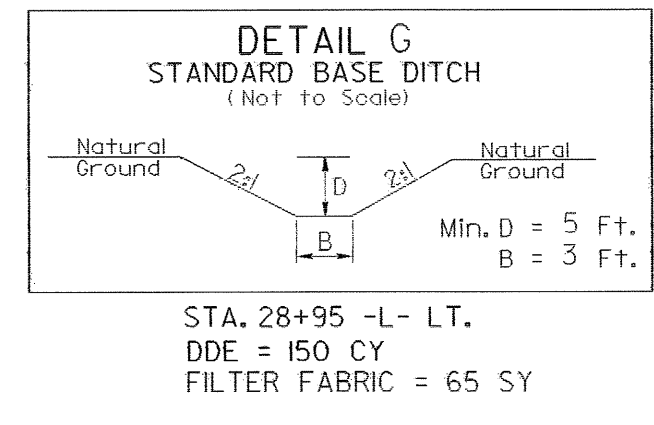 DETAIL G
STANDARD BASE DITCH
(Not to Scale)
Natural
Ground
2:1
D
2:1
Natural
Ground
B
Min. D = 5 Ft.
B = 3 Ft.
STA. 28+95 -L- LT.
DDE = 150 CY
FILTER FABRIC = 65 SY